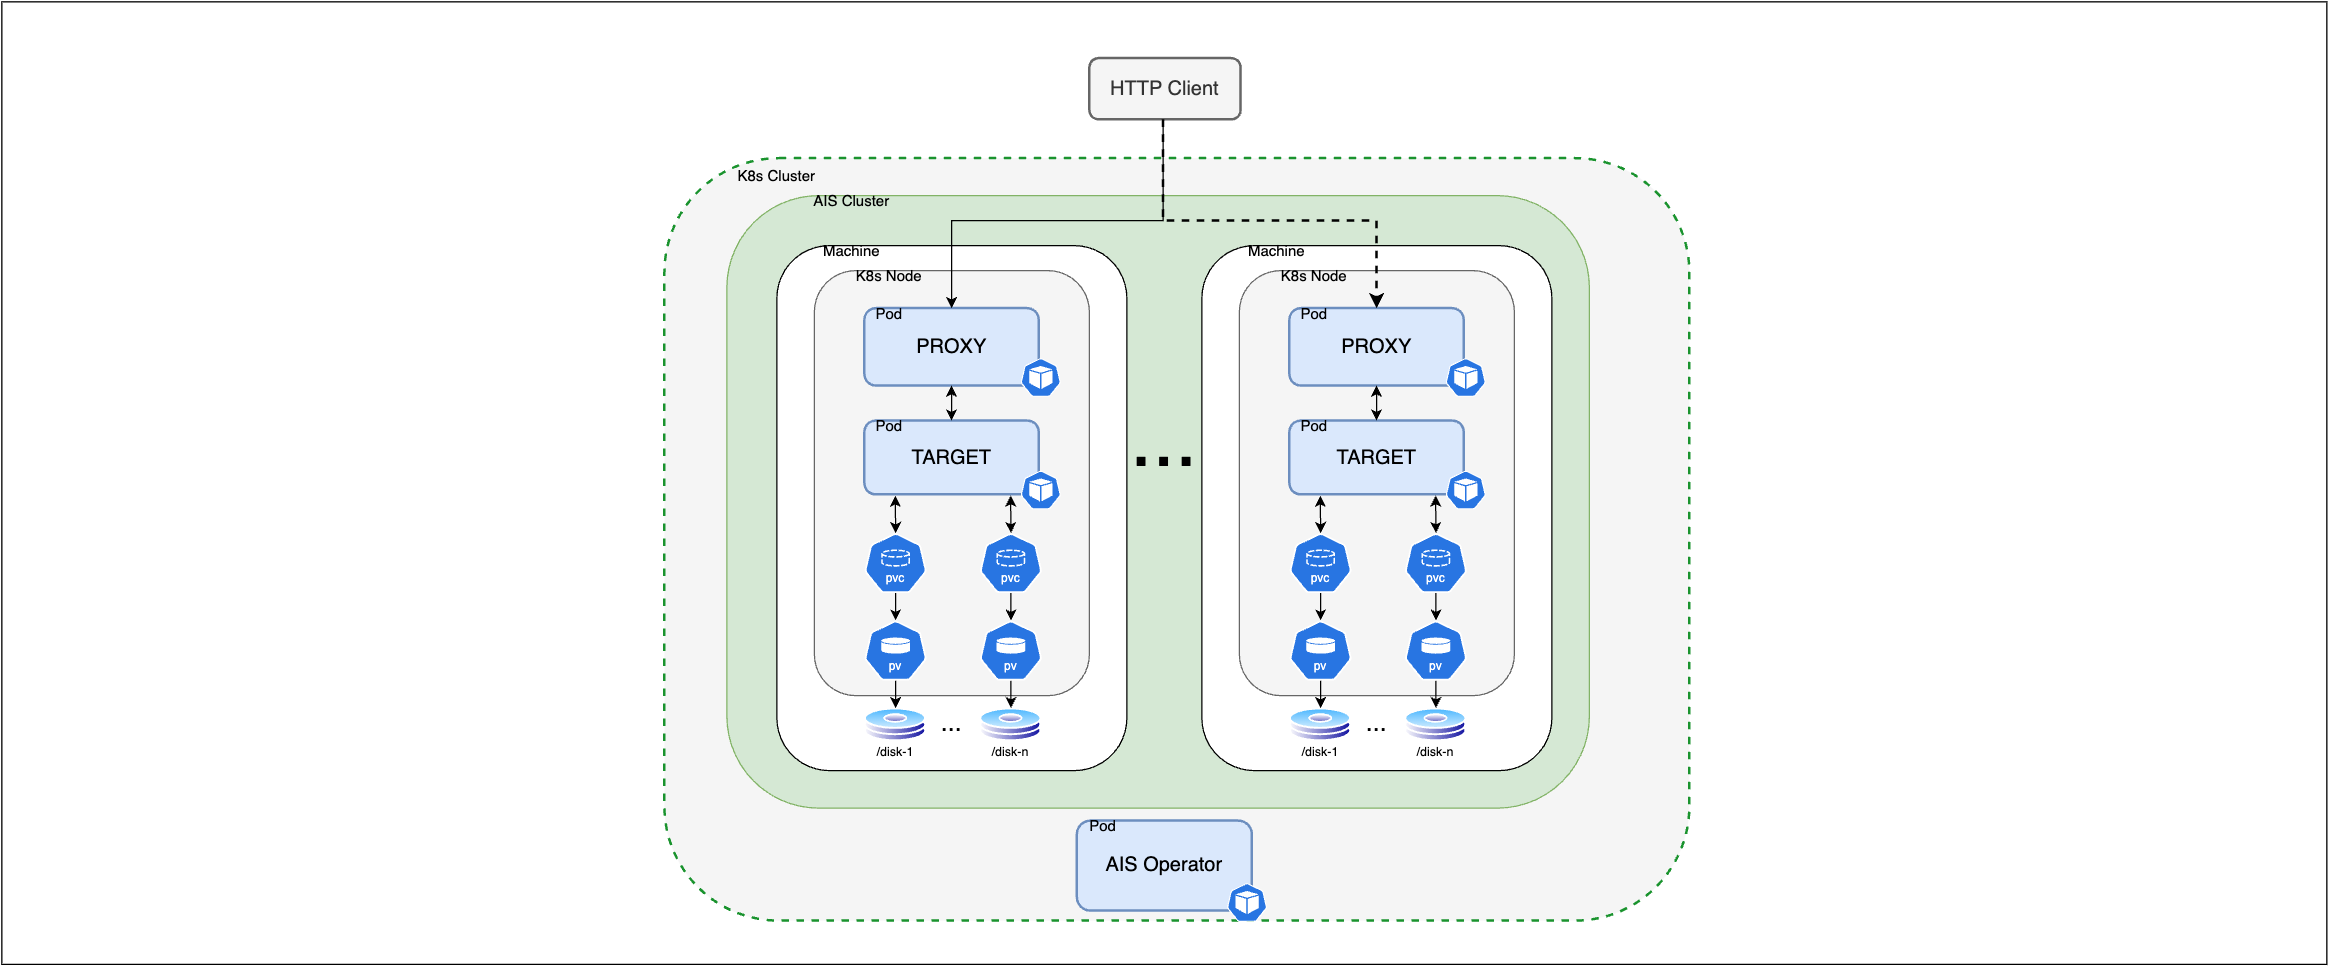 HTTP Client
K8s Cluster
AIS Cluster
Machine
K8s Node
Pod
PROXY
Pod
TARGET
pvc
pvc
pv
pv
...
/disk-1
/disk-n
...
Machine
K8s Node
Pod
PROXY
Pod
TARGET
pvc
pvc
pv
pv
...
/disk-1
/disk-n
Pod
AIS Operator